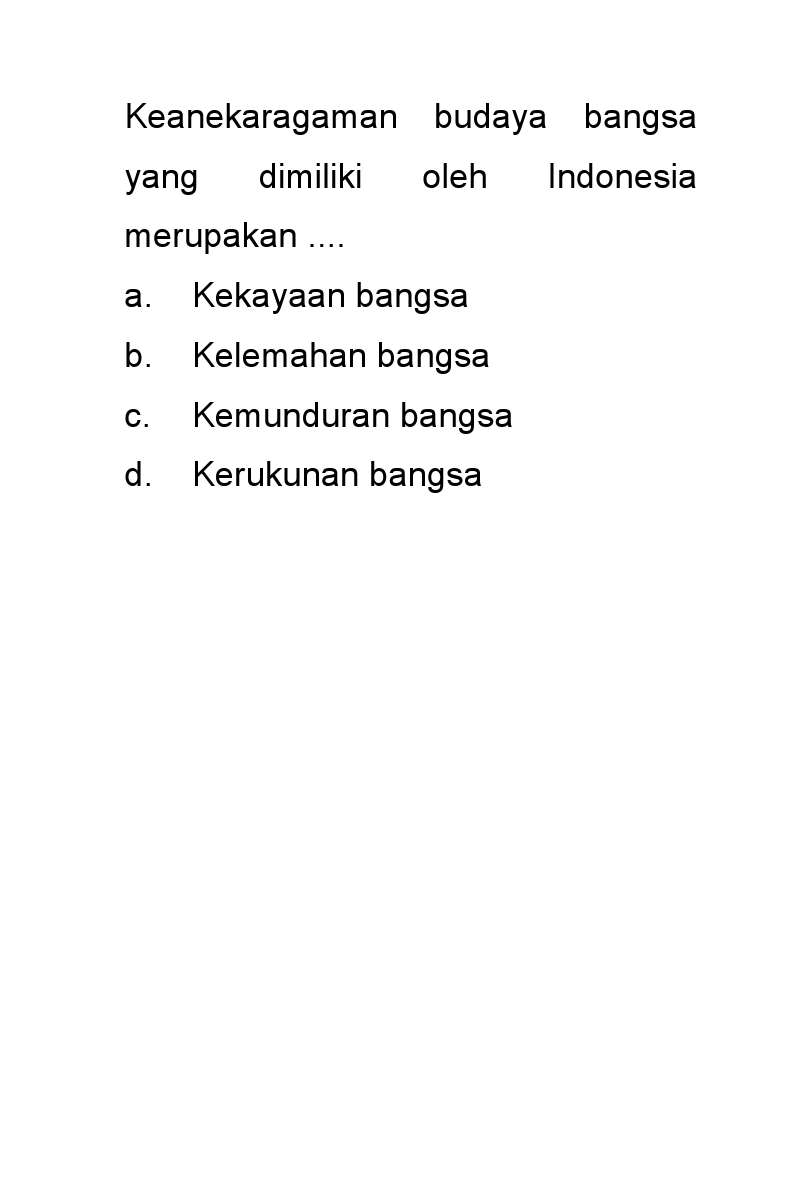 Keanekaragaman budaya bangsa
yang dimiliki oleh Indonesia
merupakan ....
a. Kekayaan bangsa
b. Kelemahan bangsa
c. Kemunduran bangsa
d. Kerukunan bangsa